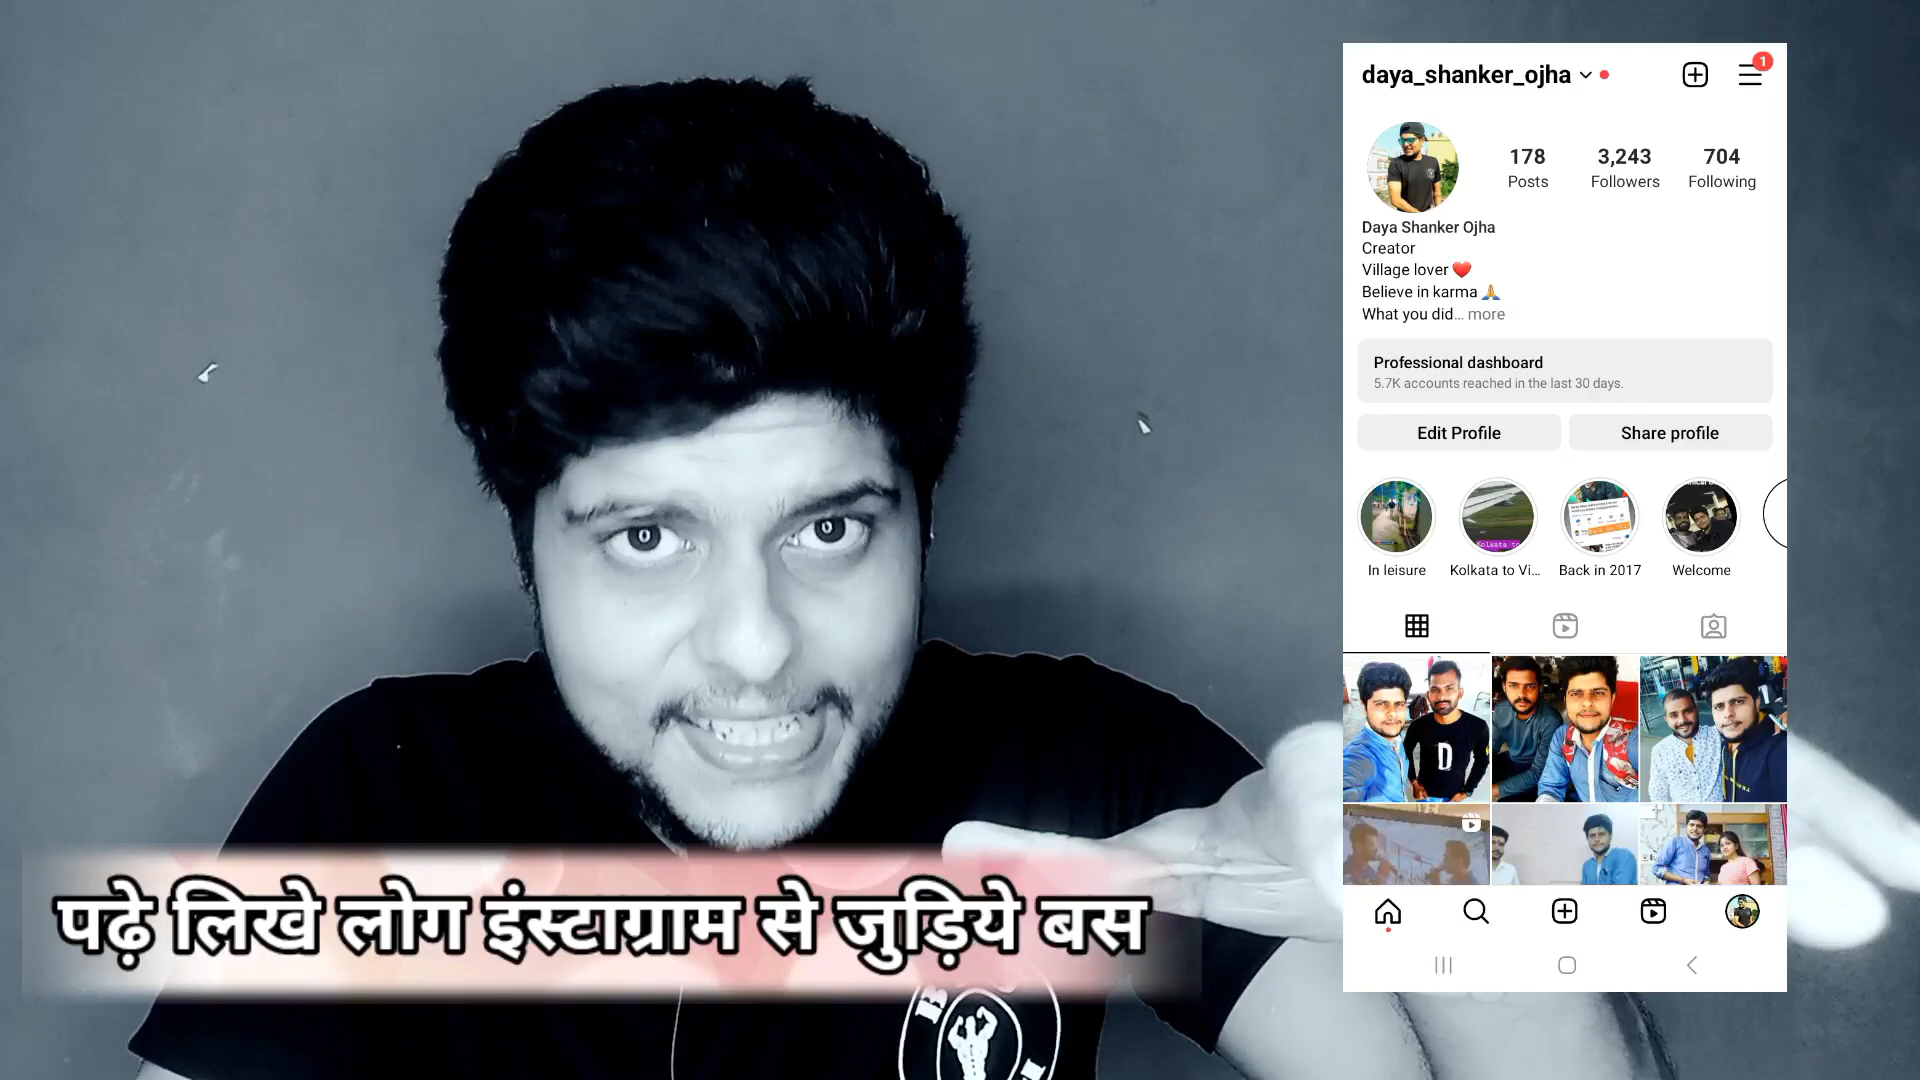 daya_shanker_ojha
1
178 3,243 704
Posts Followers Following
Daya Shanker Ojha
Creator
Village lover ❤️
Believe in karma 🙏
What you did... more
Professional dashboard
5.7K accounts reached in the last 30 days.
Edit Profile Share profile
In leisure Kolkata to Vi... Back in 2017 Welcome
D
पढ़े लिखे लोग इंस्टाग्राम से जुड़िये बस